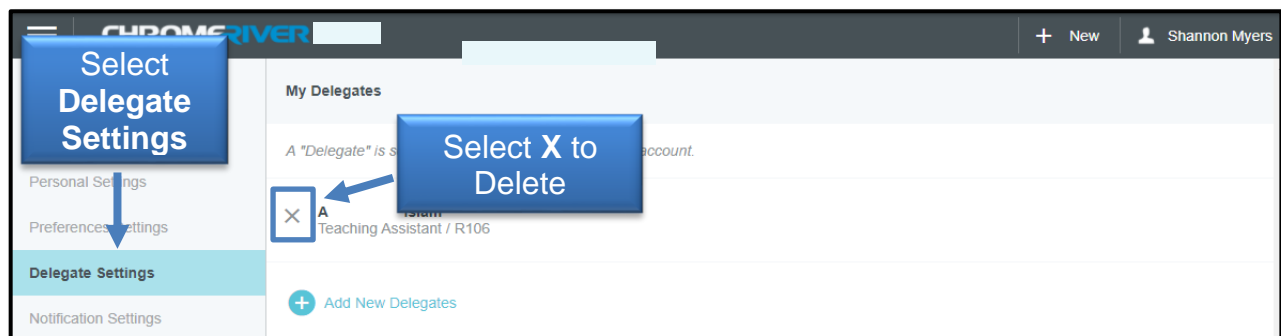 CHROMERIVER
+ New
Shannon Myers
Select
Delegate
Settings
My Delegates
A "Delegate" is s
account.
Select X to
Delete
Personal Settings
Preferences Settings
A
Teaching Assistant / R106
Delegate Settings
+ Add New Delegates
Notification Settings